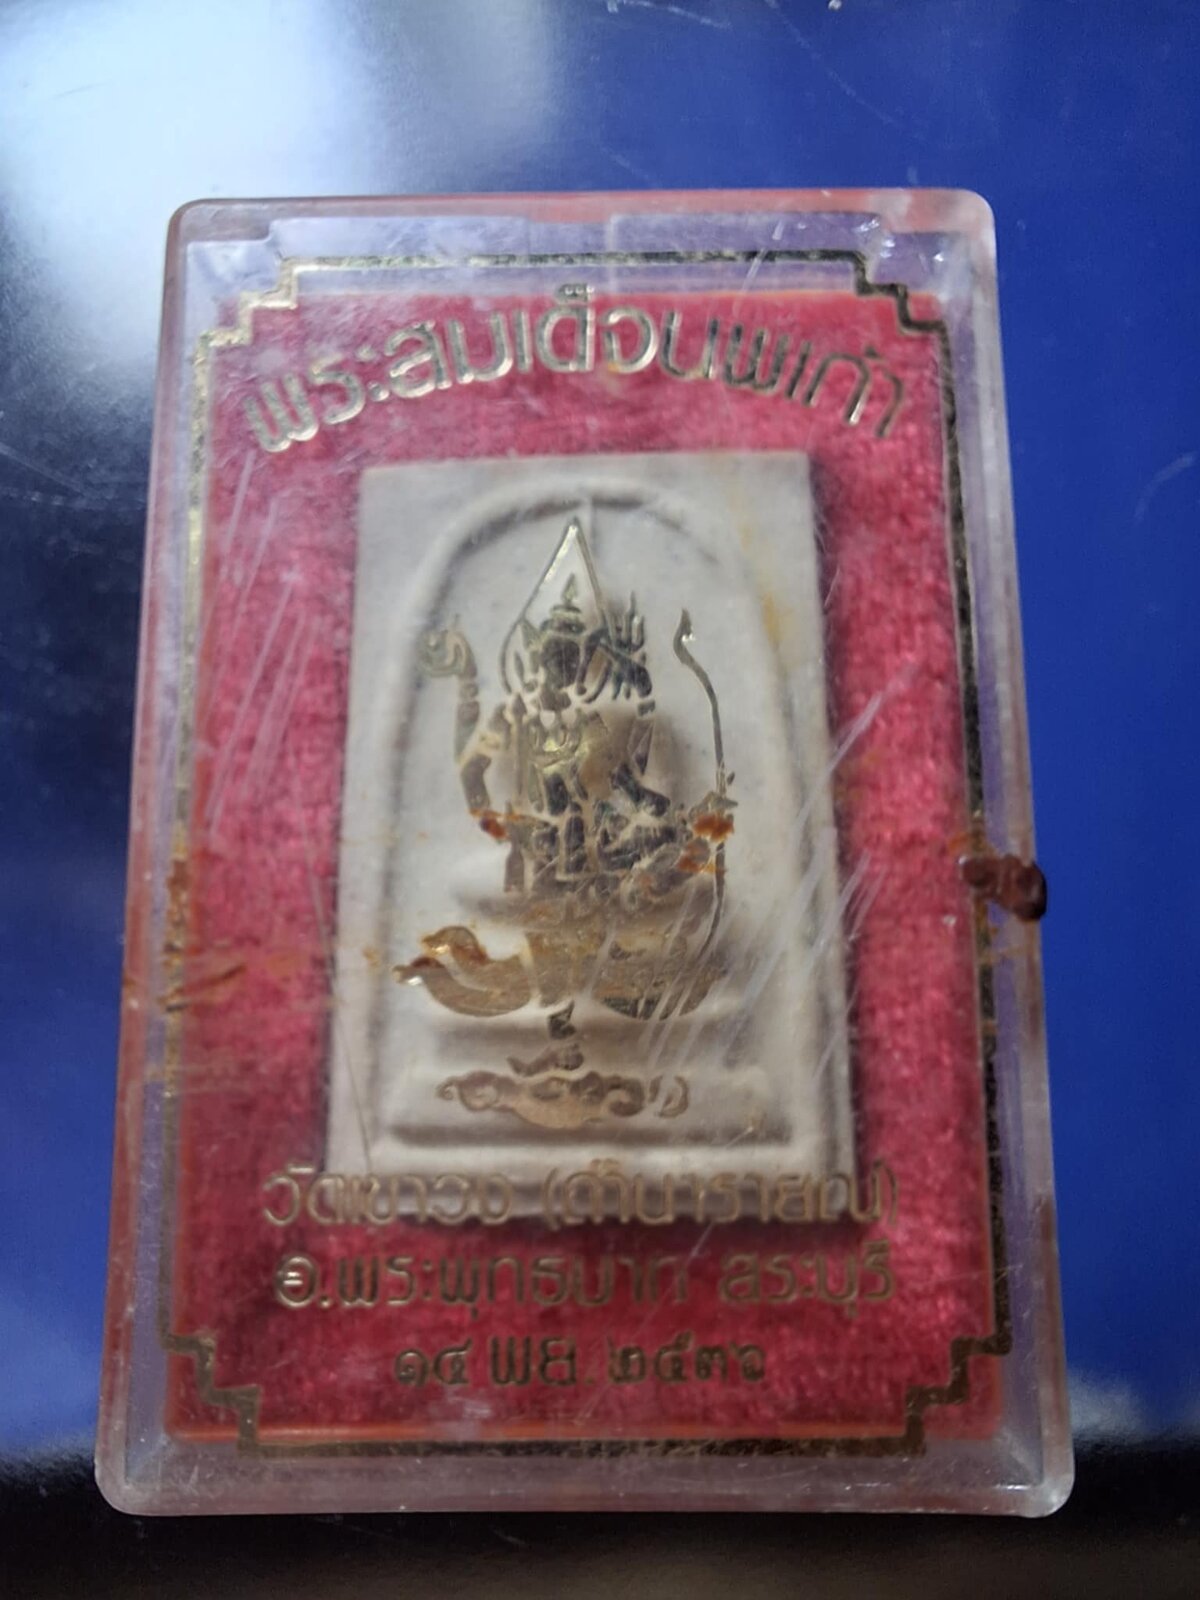 พระสมเด็จนพเก้า
วัดเขาวง (ถ้ำนารายณ์)
อ.พระพุทธบาท สระบุรี
๑๔ พย. ๒๕๓๖